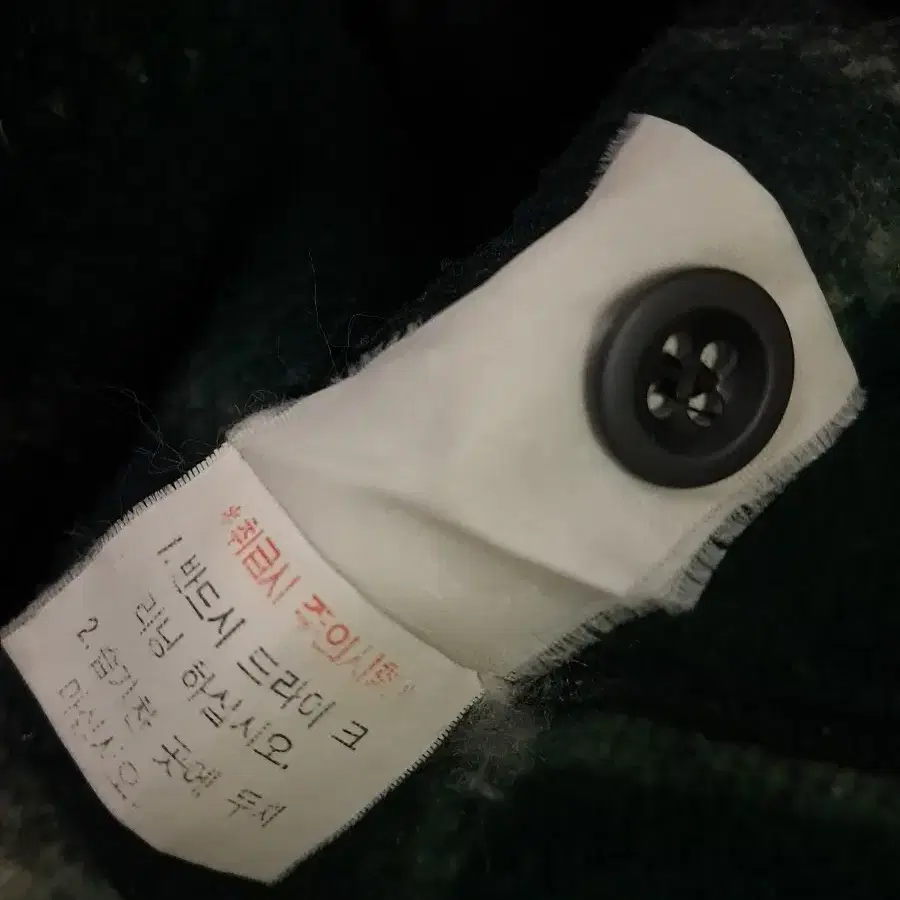 *취급시 주의사항*
1. 반드시 드라이 크
리닝 하십시오.
2. 습기찬 곳에 두지
마십시오.